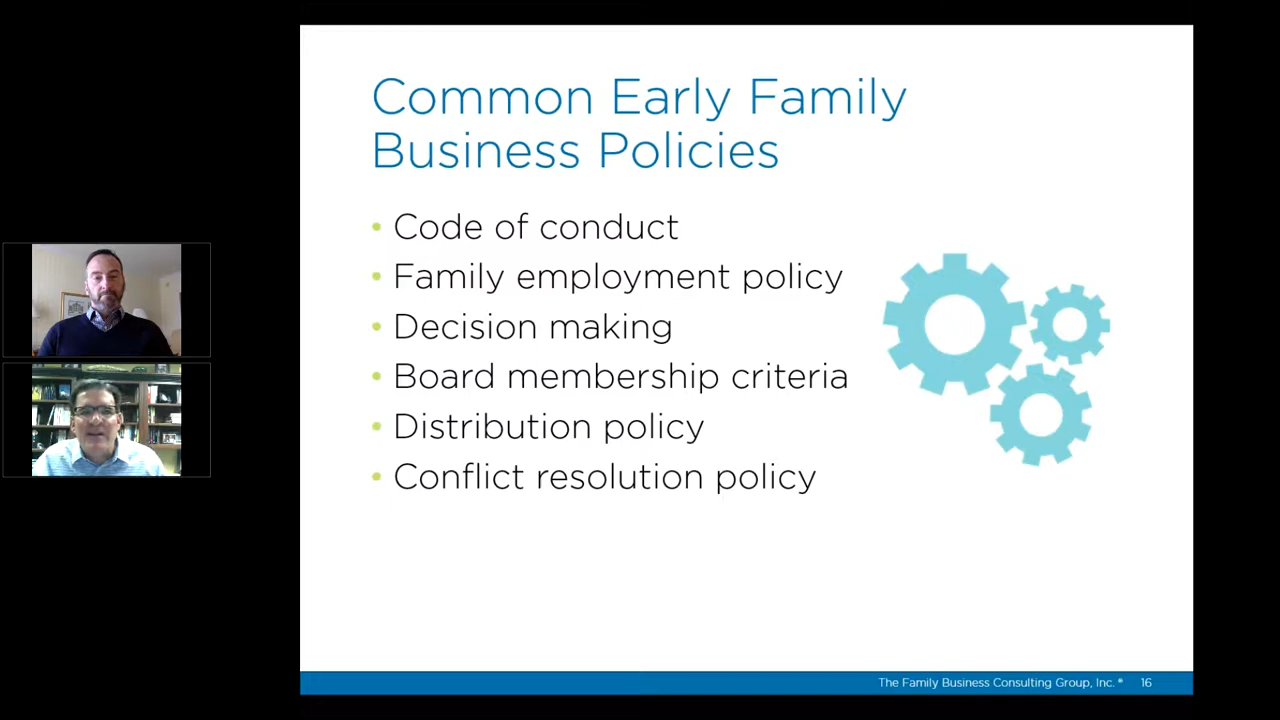 Common Early Family
Business Policies
• Code of conduct
• Family employment policy
• Decision making
• Board membership criteria
• Distribution policy
• Conflict resolution policy
The Family Business Consulting Group, Inc.® 16